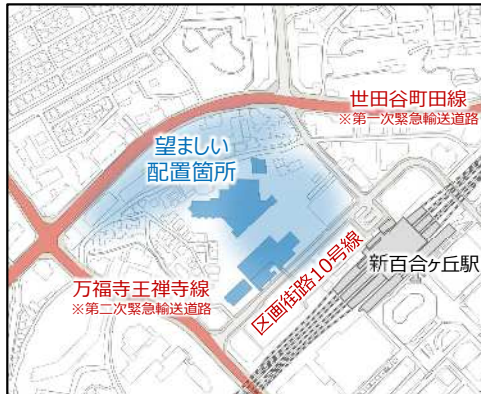 世田谷町田線
※第一次緊急輸送道路
望ましい
配置箇所
新百合ヶ丘駅
区画街路10号線
万福寺王禅寺線
※第二次緊急輸送道路